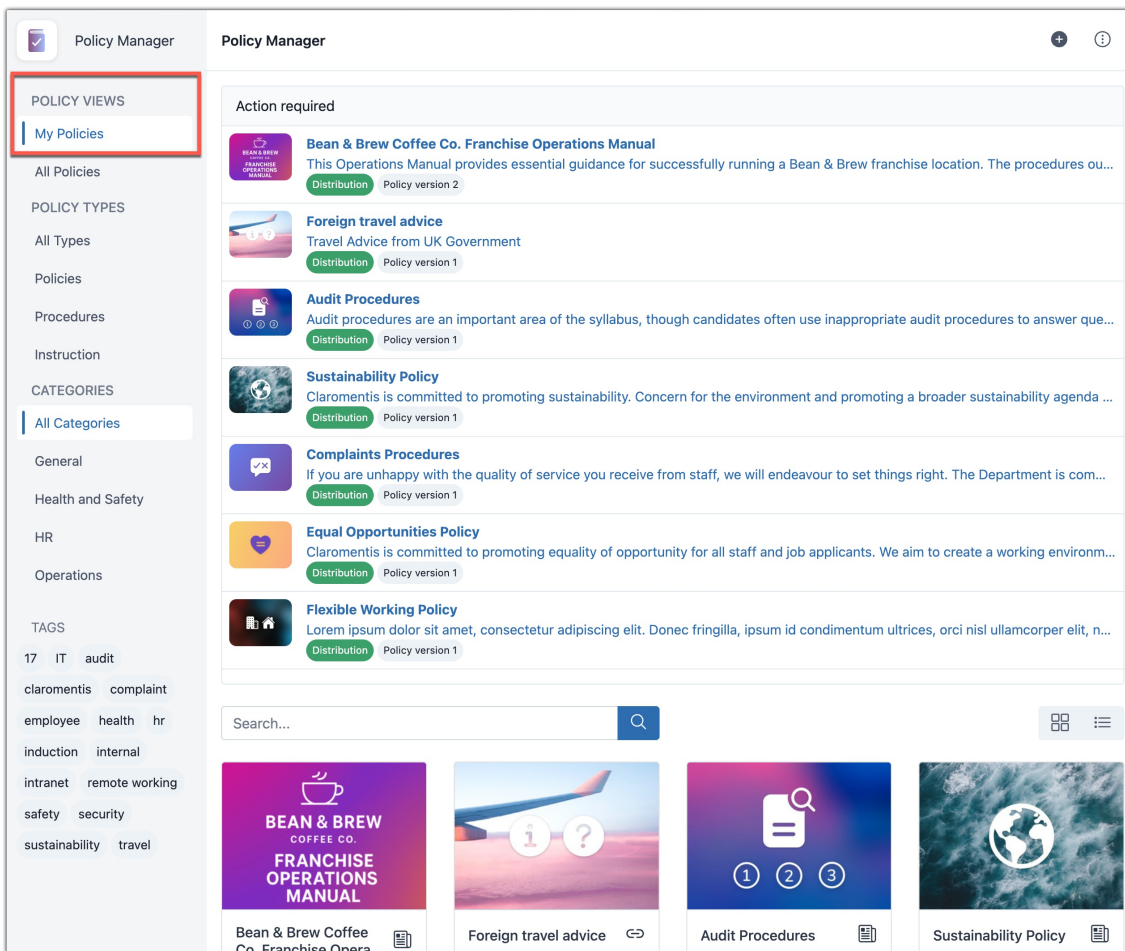 Policy Manager
Policy Manager
POLICY VIEWS
My Policies
All Policies
POLICY TYPES
All Types
Policies
Procedures
Instruction
CATEGORIES
All Categories
General
Health and Safety
HR
Operations
TAGS
17 IT audit
claromentis complaint
employee health hr
induction internal
intranet remote working
safety security
sustainability travel
Action required
BEAN & BREW
COFFEE CO.
FRANCHISE
OPERATIONS
MANUAL
Bean & Brew Coffee Co. Franchise Operations Manual
This Operations Manual provides essential guidance for successfully running a Bean & Brew franchise location. The procedures ou...
Distribution Policy version 2
i ?
Foreign travel advice
Travel Advice from UK Government
Distribution Policy version 1
1 2 3
Audit Procedures
Audit procedures are an important area of the syllabus, though candidates often use inappropriate audit procedures to answer que...
Distribution Policy version 1
Sustainability Policy
Claromentis is committed to promoting sustainability. Concern for the environment and promoting a broader sustainability agenda ...
Distribution Policy version 1
Complaints Procedures
If you are unhappy with the quality of service you receive from staff, we will endeavour to set things right. The Department is com...
Distribution Policy version 1
Equal Opportunities Policy
Claromentis is committed to promoting equality of opportunity for all staff and job applicants. We aim to create a working environm...
Distribution Policy version 1
Flexible Working Policy
Lorem ipsum dolor sit amet, consectetur adipiscing elit. Donec fringilla, ipsum id condimentum ultrices, orci nisl ullamcorper elit, n...
Distribution Policy version 1
Search...
BEAN & BREW
COFFEE CO.
FRANCHISE
OPERATIONS
MANUAL
Bean & Brew Coffee
Co. Franchise Opera
i ?
Foreign travel advice
1 2 3
Audit Procedures
Sustainability Policy